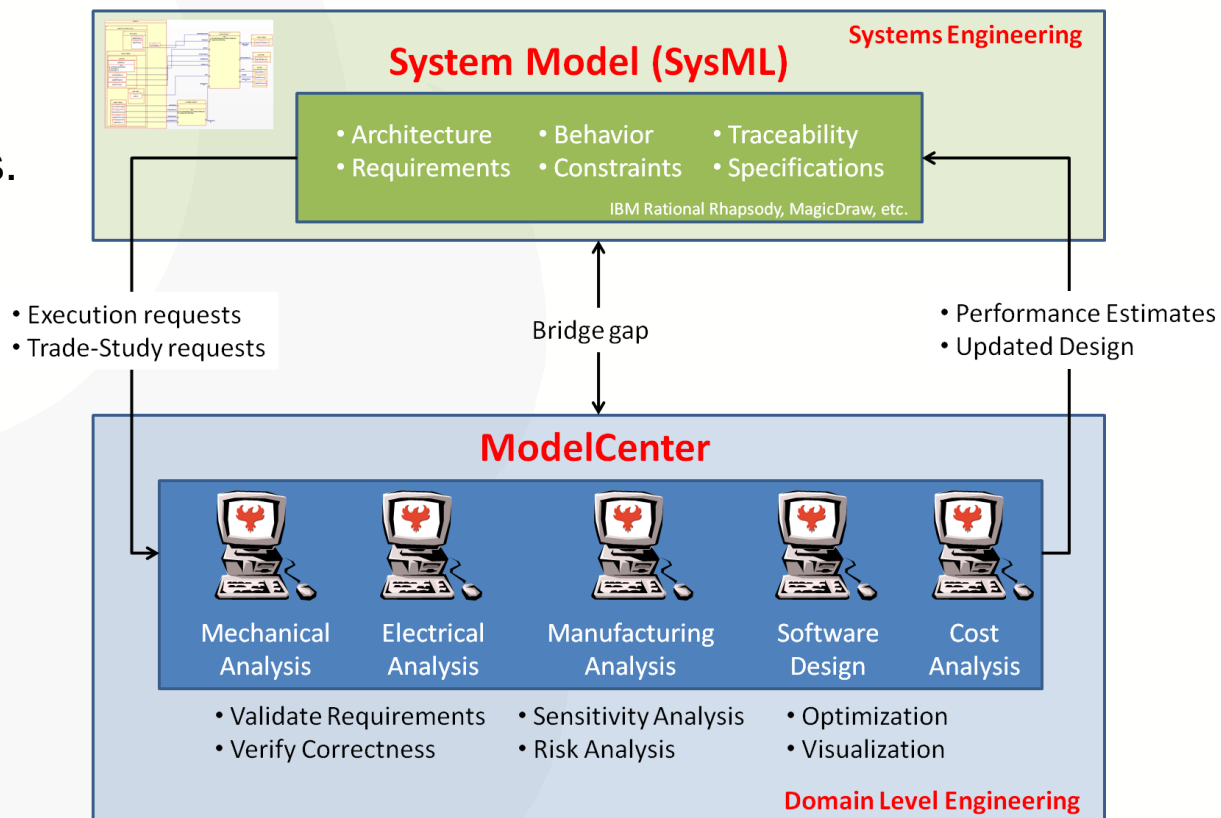 Systems Engineering
System Model (SysML)
• Architecture • Behavior • Traceability
• Requirements • Constraints • Specifications
IBM Rational Rhapsody, MagicDraw, etc.
s.
• Execution requests
• Trade-Study requests
Bridge gap
• Performance Estimates
• Updated Design
ModelCenter
Mechanical
Analysis
Electrical
Analysis
Manufacturing
Analysis
Software
Design
Cost
Analysis
• Validate Requirements • Sensitivity Analysis • Optimization
• Verify Correctness • Risk Analysis • Visualization
Domain Level Engineering